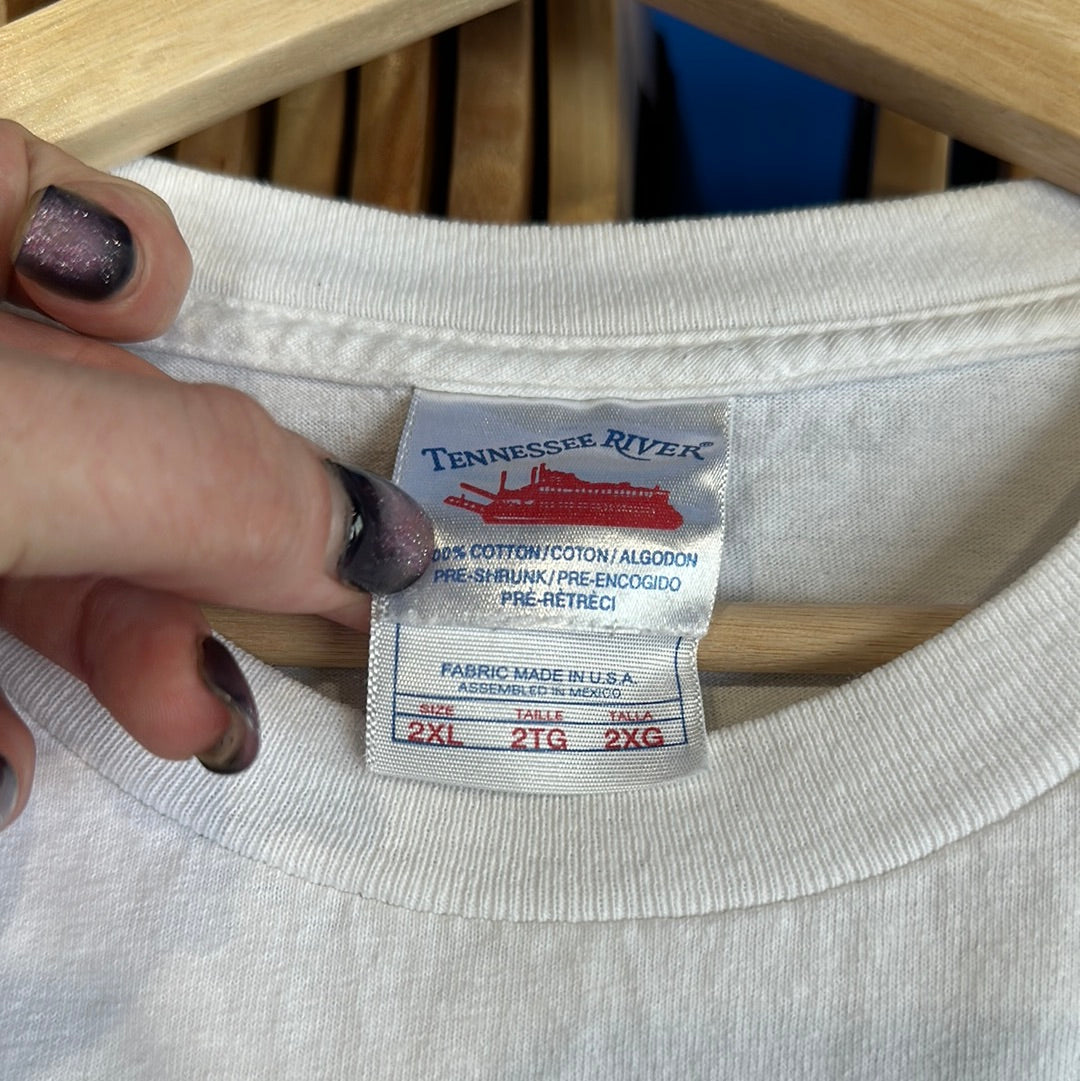 TENNESSEE RIVER®
00% COTTON/COTON/ALGODON
PRE-SHRUNK/PRE-ENCOGIDO
PRÉ-RÉTRÉCI
FABRIC MADE IN U.S.A.
ASSEMBLED IN MEXICO
SIZE TAILLE TALLA
2XL 2TG 2XG